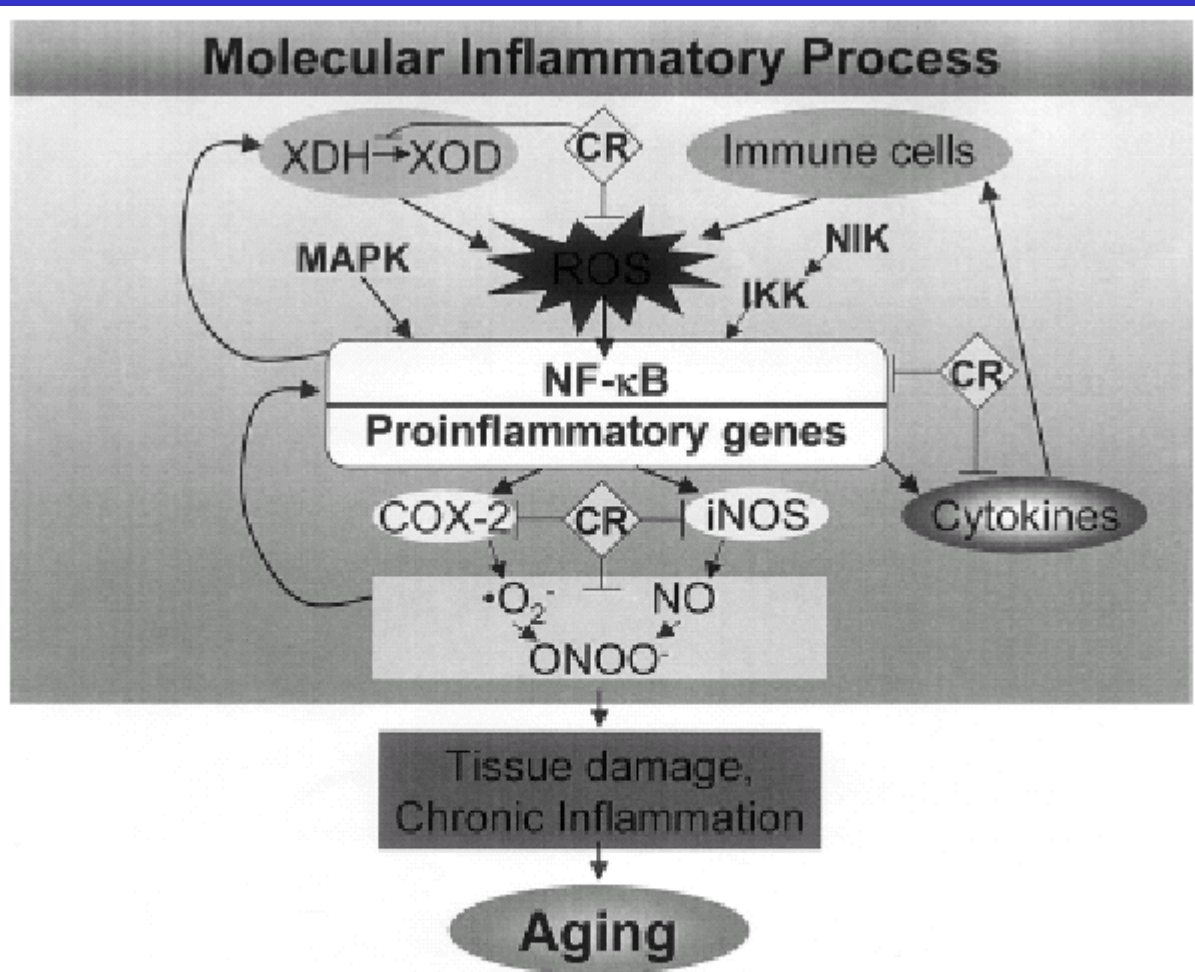 Molecular Inflammatory Process
XDH→XOD
CR
Immune cells
MAPK
ROS
NIK
IKK
NF-κB
CR
Proinflammatory genes
COX-2
CR
iNOS
Cytokines
•O₂⁻
NO
ONOO⁻
Tissue damage,
Chronic Inflammation
Aging